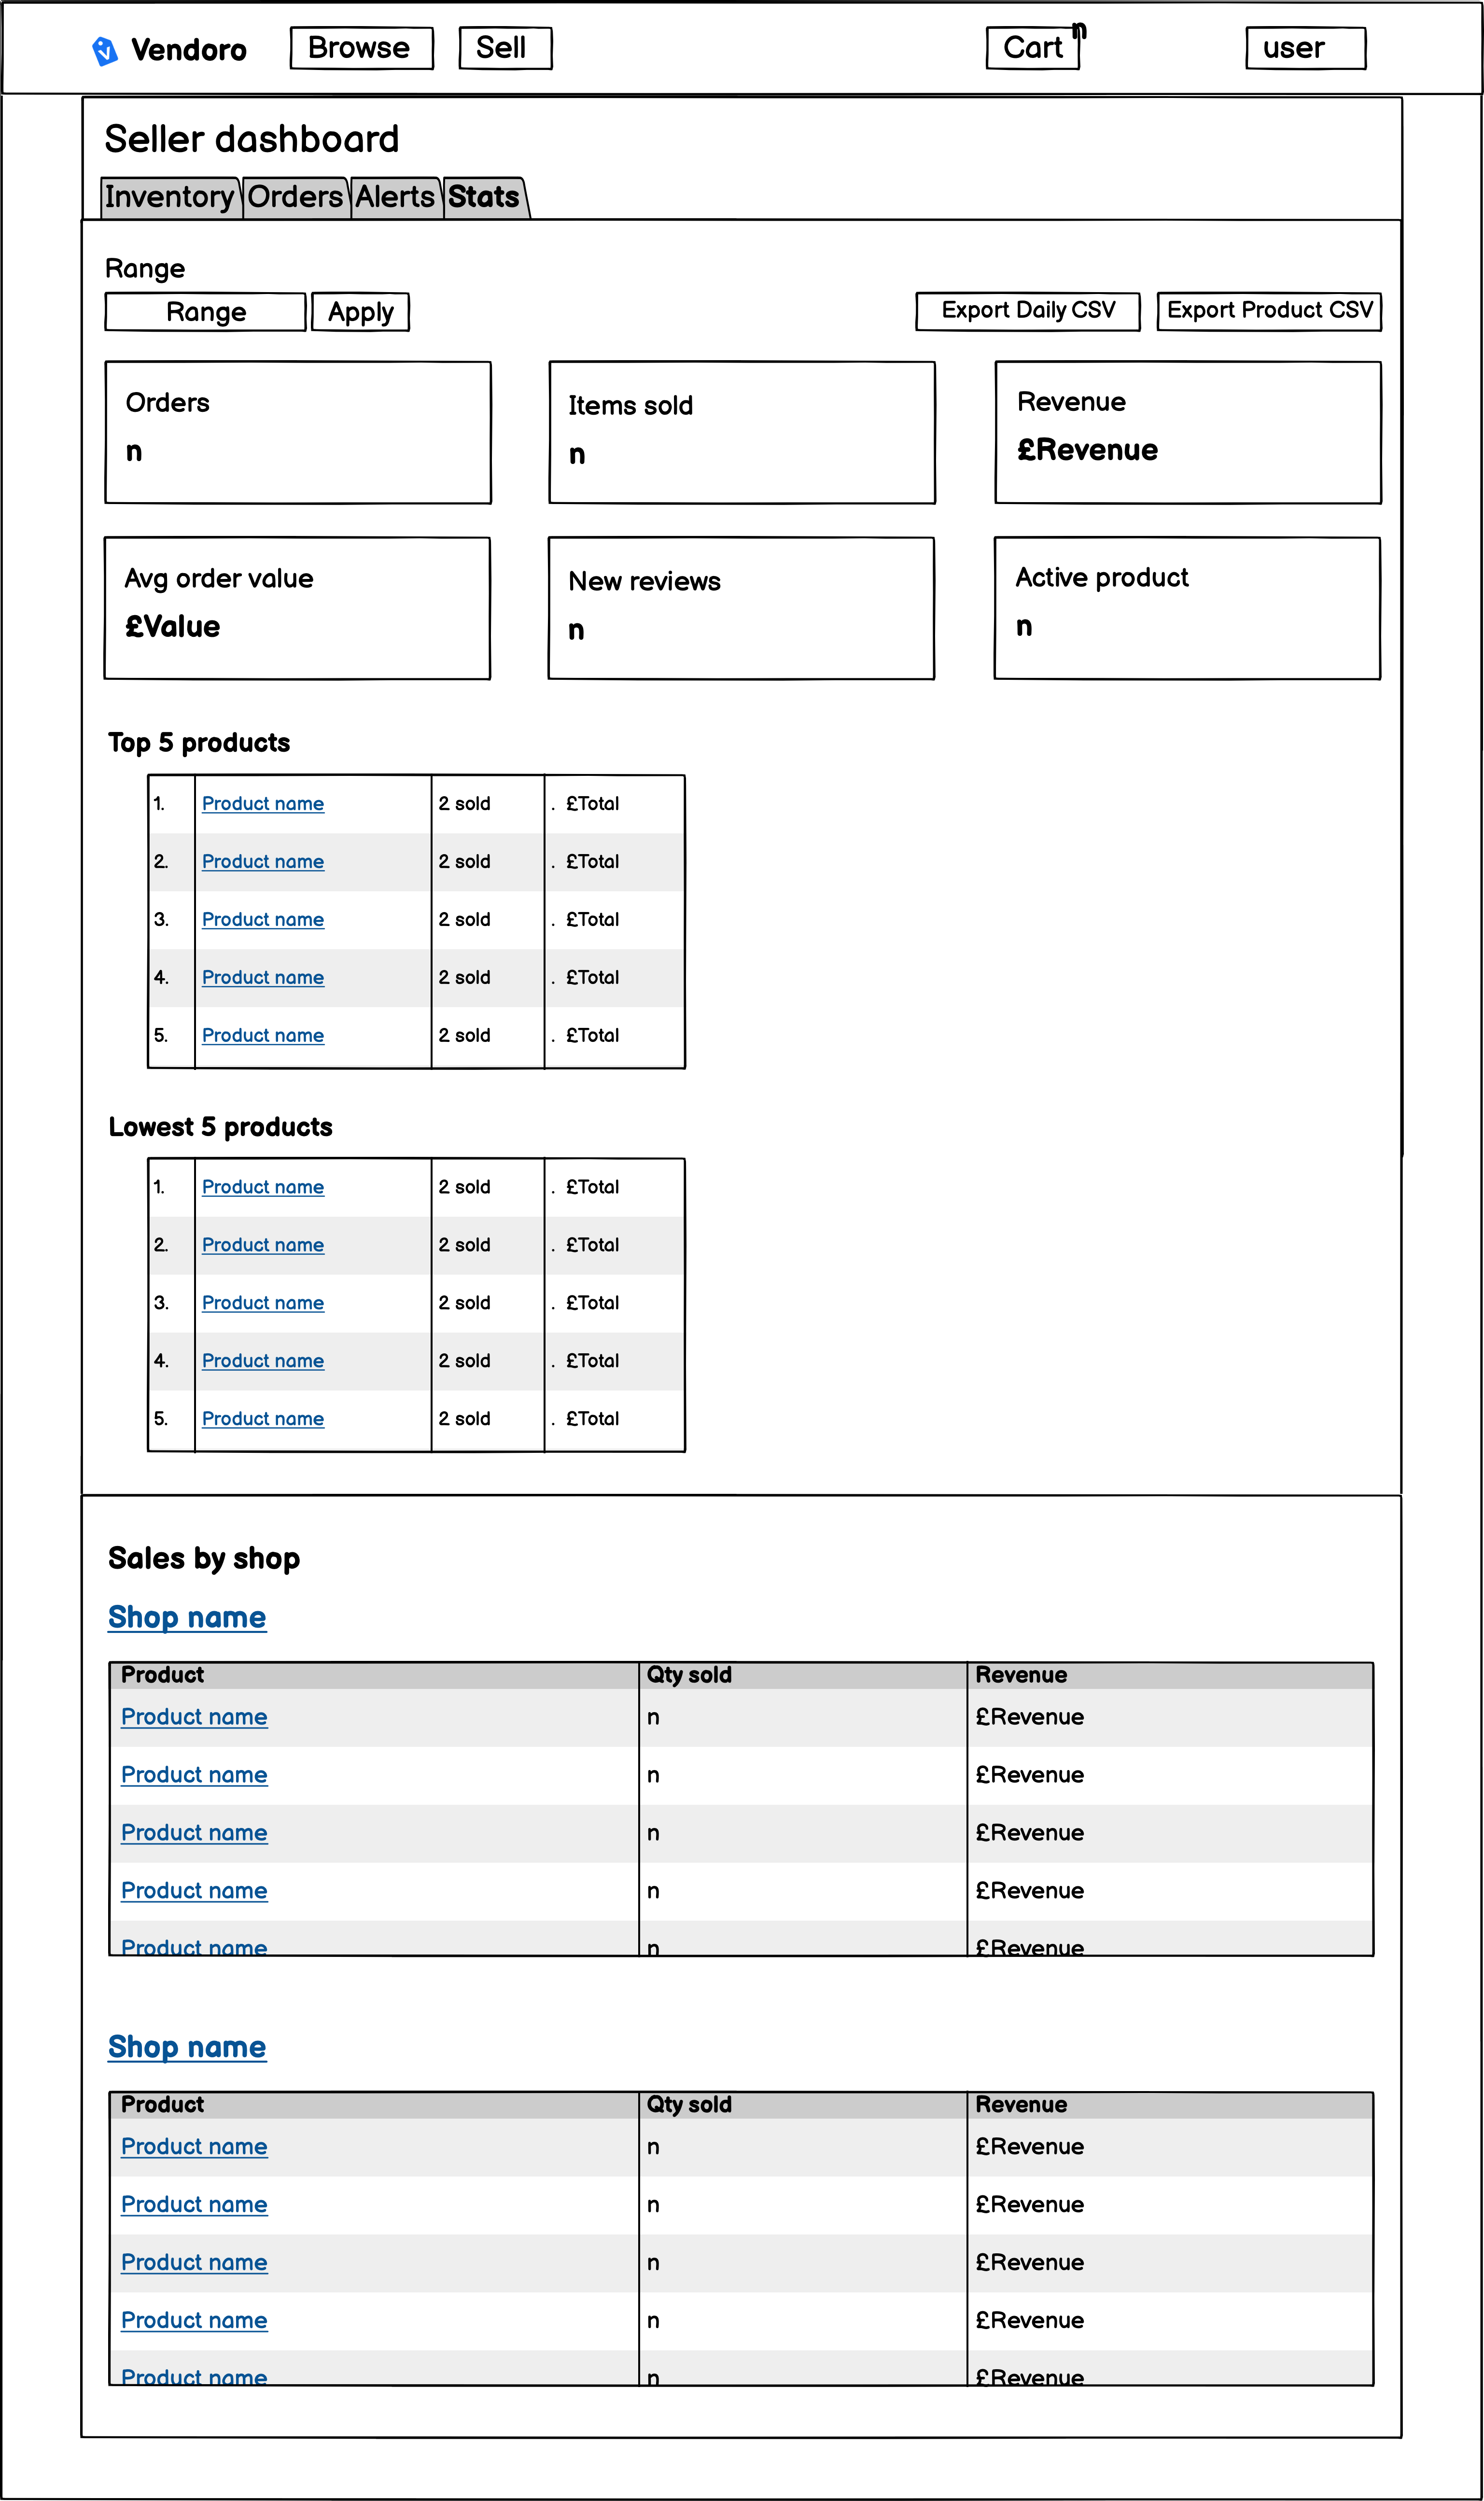 Vendoro Browse Sell Cart n user
Seller dashboard
Inventory Orders Alerts Stats
Range
Range Apply Export Daily CSV Export Product CSV
Orders Items sold Revenue
n n £Revenue
Avg order value New reviews Active product
£Value n n
Top 5 products
1. Product name 2 sold . £Total
2. Product name 2 sold . £Total
3. Product name 2 sold . £Total
4. Product name 2 sold . £Total
5. Product name 2 sold . £Total
Lowest 5 products
1. Product name 2 sold . £Total
2. Product name 2 sold . £Total
3. Product name 2 sold . £Total
4. Product name 2 sold . £Total
5. Product name 2 sold . £Total
Sales by shop
Shop name
Product Qty sold Revenue
Product name n £Revenue
Product name n £Revenue
Product name n £Revenue
Product name n £Revenue
Product name n £Revenue
Shop name
Product Qty sold Revenue
Product name n £Revenue
Product name n £Revenue
Product name n £Revenue
Product name n £Revenue
Product name n £Revenue